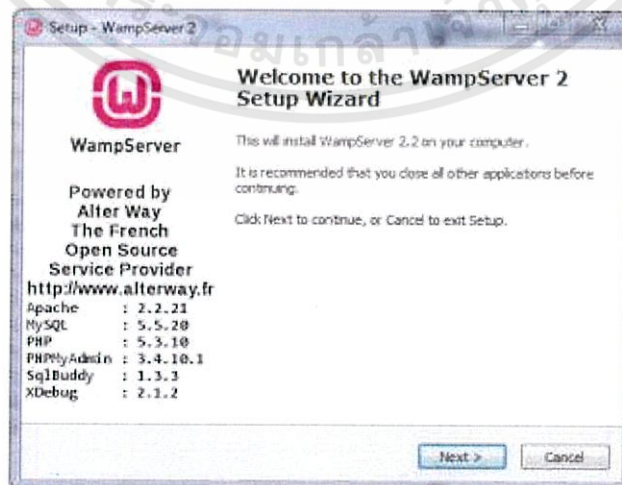 Setup - WampServer 2
WampServer
Powered by
Alter Way
The French
Open Source
Service Provider
http://www.alterway.fr
Apache : 2.2.21
MySQL : 5.5.20
PHP : 5.3.10
PHPMyAdmin : 3.4.10.1
SqlBuddy : 1.3.3
XDebug : 2.1.2
Welcome to the WampServer 2
Setup Wizard
This will install WampServer 2.2 on your computer.
It is recommended that you close all other applications before
continuing.
Click Next to continue, or Cancel to exit Setup.
Next >
Cancel